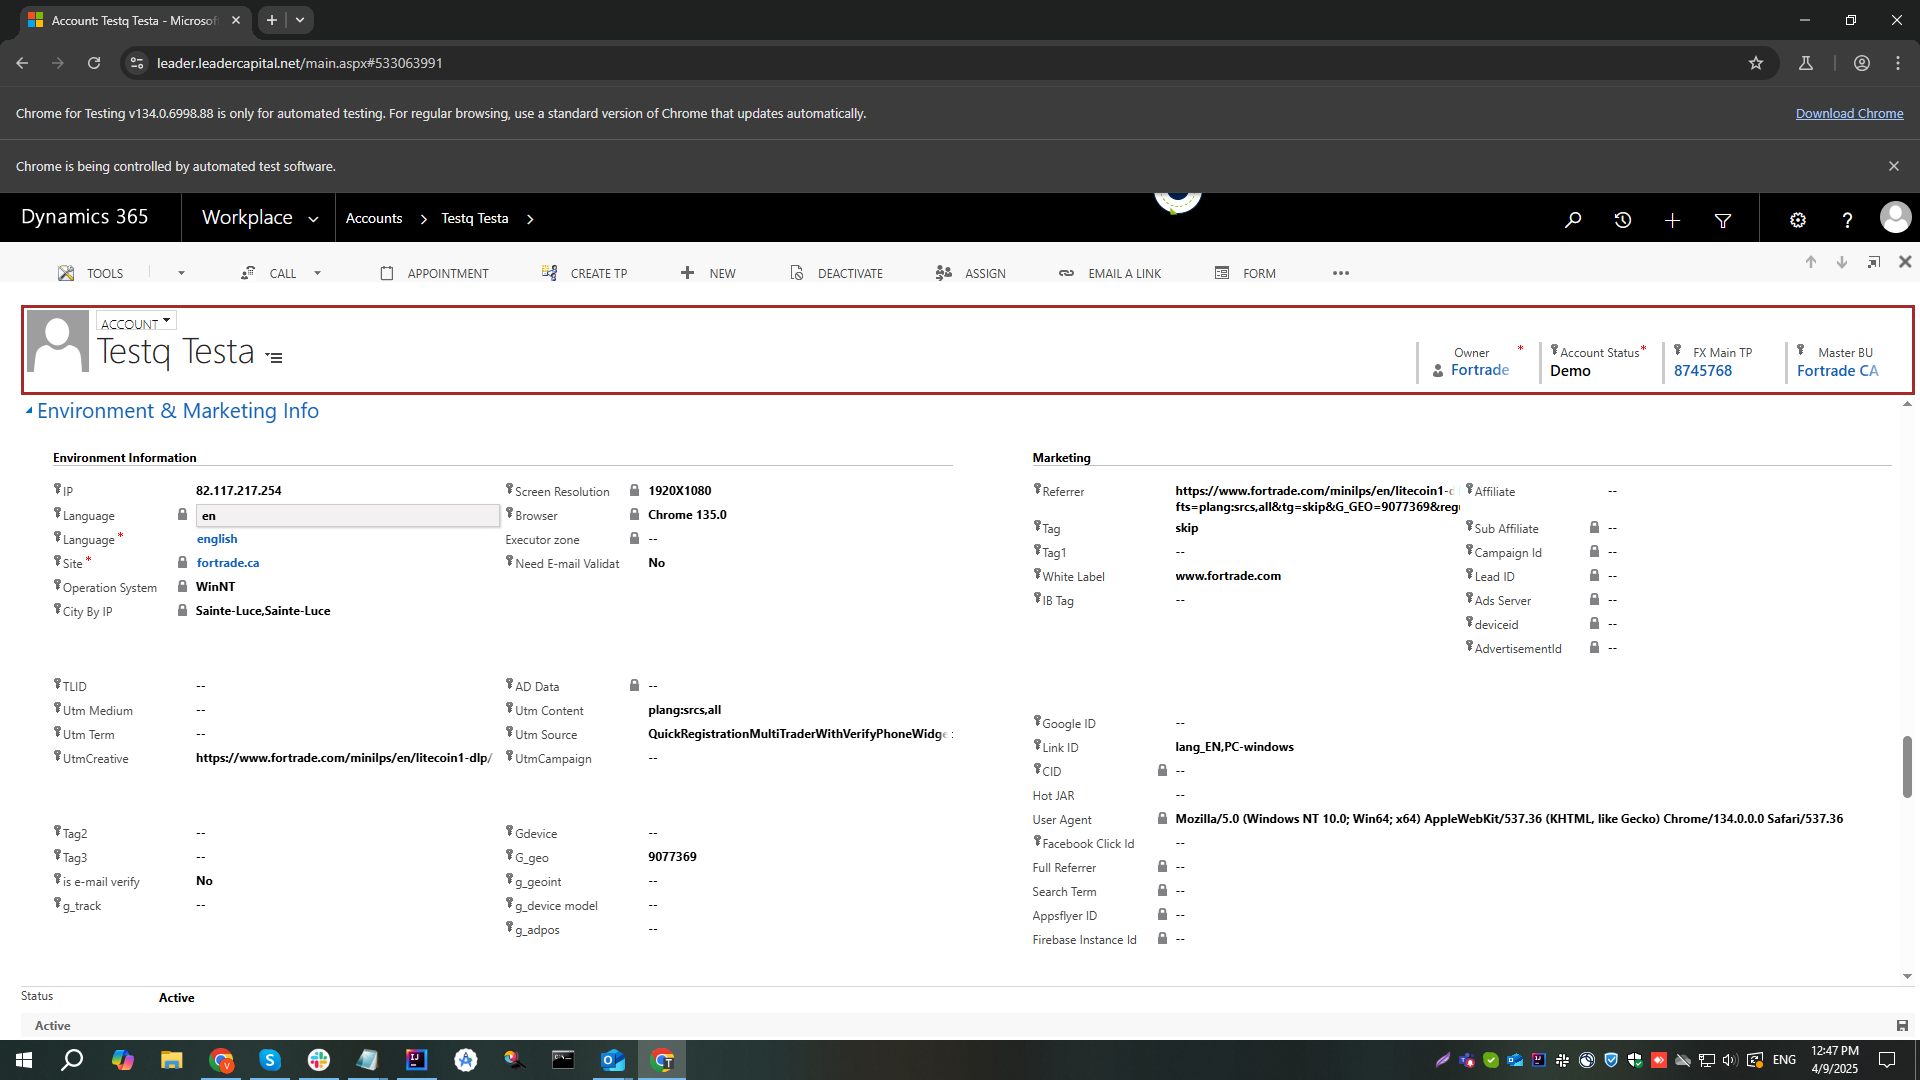 Account: Testq Testa - Microsof
leader.leadercapital.net/main.aspx#533063991
Chrome for Testing v134.0.6998.88 is only for automated testing. For regular browsing, use a standard version of Chrome that updates automatically.
Download Chrome
Chrome is being controlled by automated test software.
Dynamics 365
Workplace
Accounts
Testq Testa
TOOLS
CALL
APPOINTMENT
CREATE TP
NEW
DEACTIVATE
ASSIGN
EMAIL A LINK
FORM
ACCOUNT
Testq Testa
Owner *
Fortrade
Account Status *
Demo
FX Main TP
8745768
Master BU
Fortrade CA
Environment & Marketing Info
Environment Information
IP 82.117.217.254
Language en
Language * english
Site * fortrade.ca
Operation System WinNT
City By IP Sainte-Luce,Sainte-Luce
Screen Resolution 1920X1080
Browser Chrome 135.0
Executor zone --
Need E-mail Validat No
TLID --
Utm Medium --
Utm Term --
UtmCreative https://www.fortrade.com/minilps/en/litecoin1-dlp/
AD Data --
Utm Content plang:srcs,all
Utm Source QuickRegistrationMultiTraderWithVerifyPhoneWidge
UtmCampaign --
Tag2 --
Tag3 --
is e-mail verify No
g_track --
Gdevice --
G_geo 9077369
g_geoint --
g_device model --
g_adpos --
Marketing
Referrer https://www.fortrade.com/minilps/en/litecoin1-d
fts=plang:srcs,all&tg=skip&G_GEO=9077369&reg
Tag skip
Tag1 --
White Label www.fortrade.com
IB Tag --
Affiliate --
Sub Affiliate --
Campaign Id --
Lead ID --
Ads Server --
deviceid --
AdvertisementId --
Google ID --
Link ID lang_EN,PC-windows
CID --
Hot JAR --
User Agent Mozilla/5.0 (Windows NT 10.0; Win64; x64) AppleWebKit/537.36 (KHTML, like Gecko) Chrome/134.0.0.0 Safari/537.36
Facebook Click Id --
Full Referrer --
Search Term --
Appsflyer ID --
Firebase Instance Id --
Status Active
Active
ENG
12:47 PM
4/9/2025